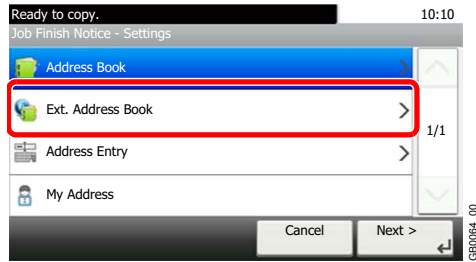 Ready to copy. 10:10
Job Finish Notice - Settings
Address Book
Ext. Address Book
1/1
Address Entry
My Address
Cancel Next >
GB0064_00